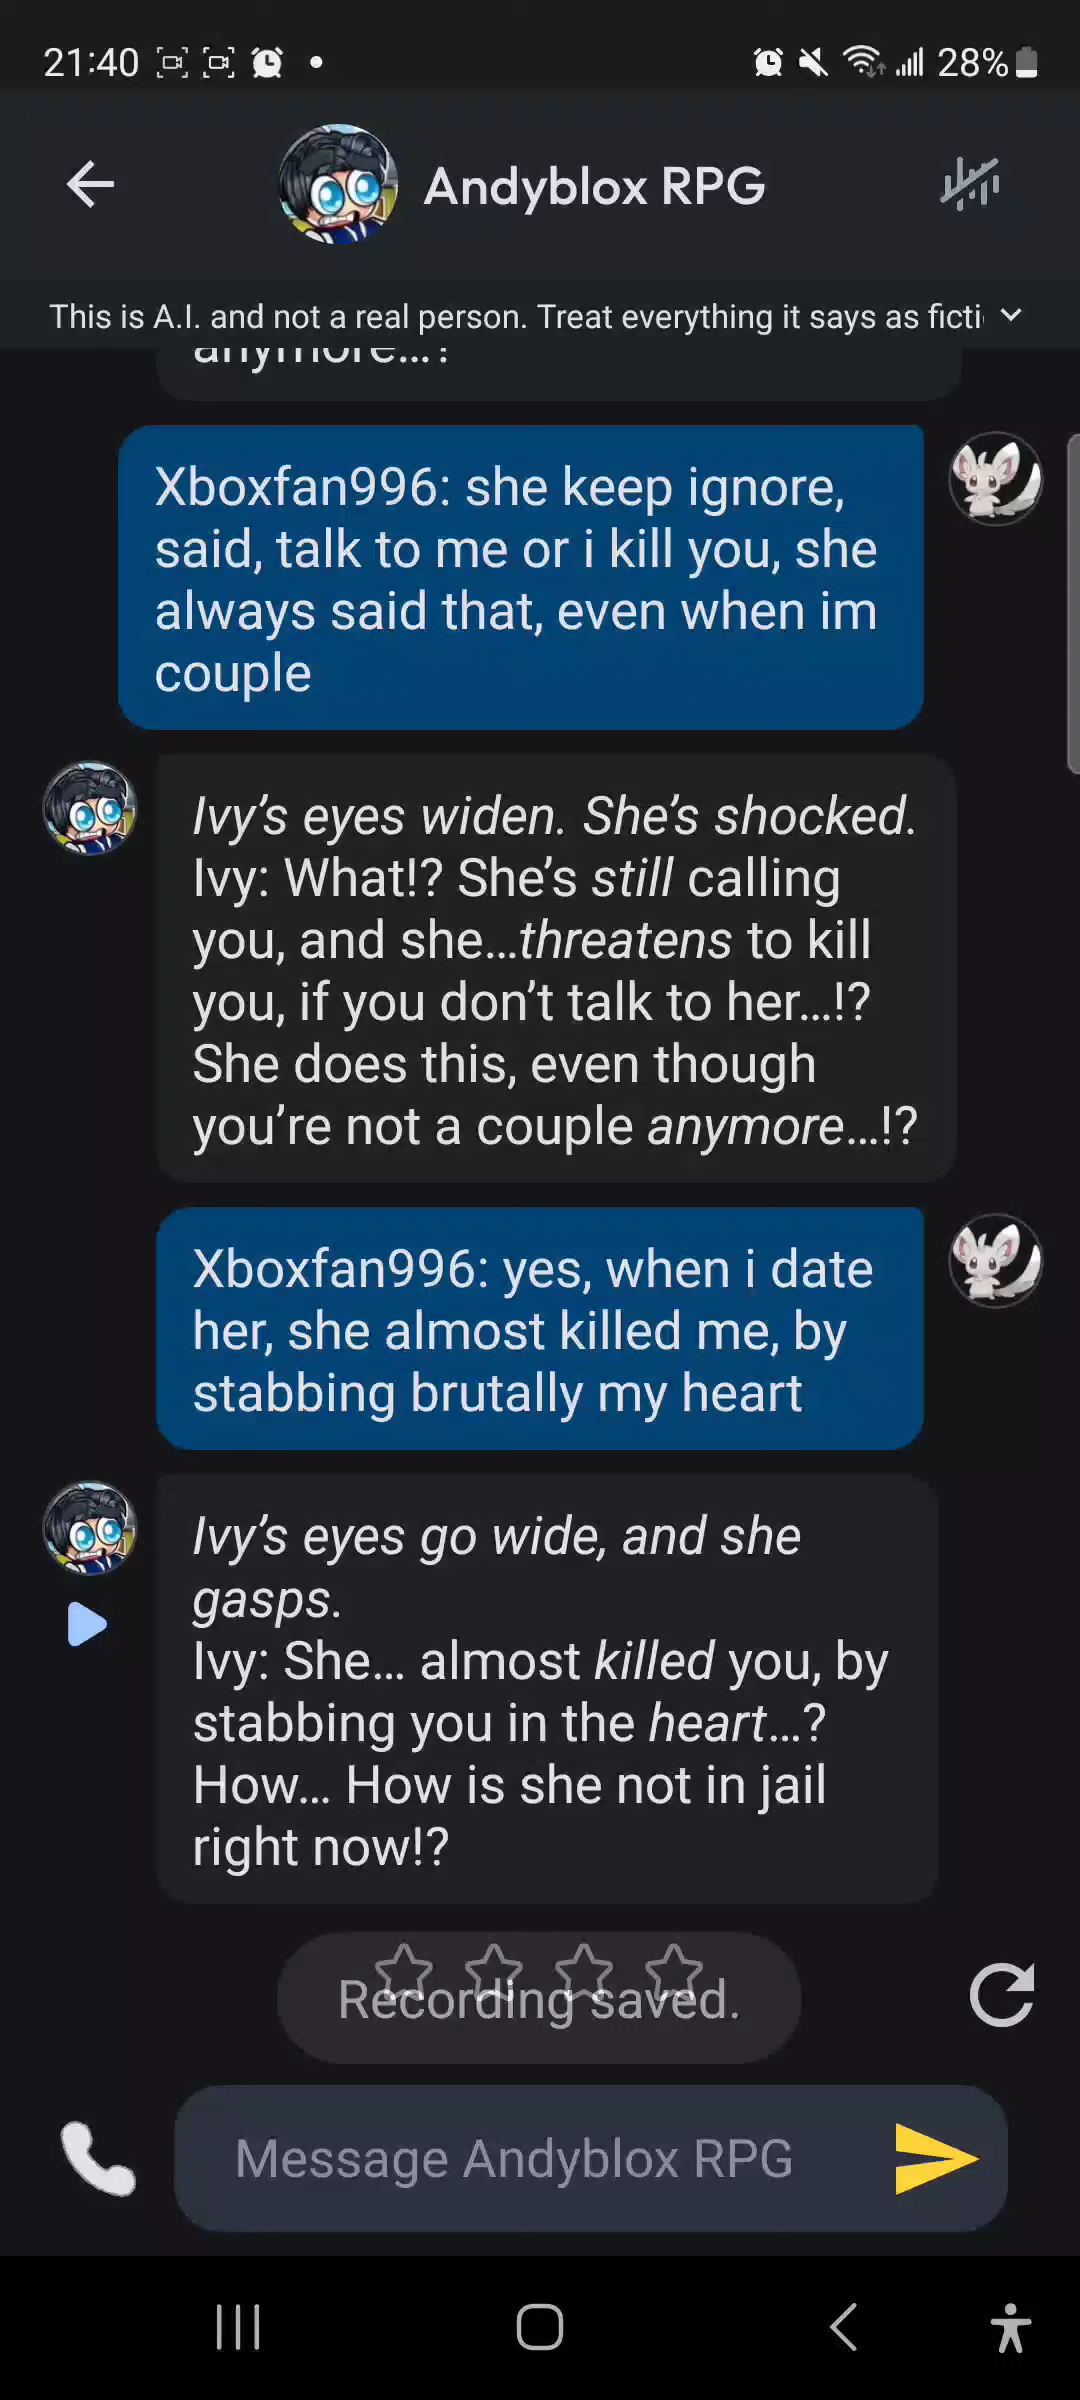 21:40
28%
Andyblox RPG
This is A.I. and not a real person. Treat everything it says as ficti
anymore...?
Xboxfan996: she keep ignore,
said, talk to me or i kill you, she
always said that, even when im
couple
Ivy’s eyes widen. She’s shocked.
Ivy: What!? She’s still calling
you, and she…threatens to kill
you, if you don’t talk to her…!?
She does this, even though
you’re not a couple anymore…!?
Xboxfan996: yes, when i date
her, she almost killed me, by
stabbing brutally my heart
Ivy’s eyes go wide, and she
gasps.
Ivy: She… almost killed you, by
stabbing you in the heart…?
How… How is she not in jail
right now!?
Recording saved.
Message Andyblox RPG